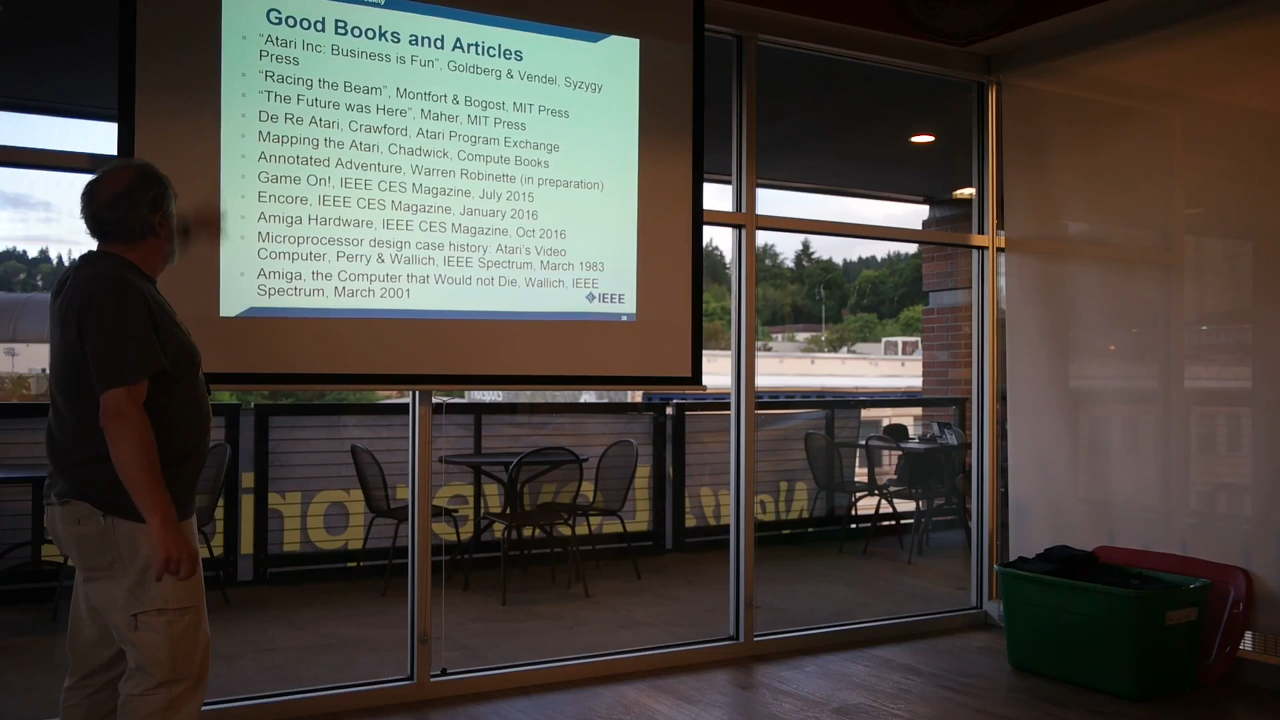 Society
Good Books and Articles
"Atari Inc: Business is Fun", Goldberg & Vendel, Syzygy
Press
"Racing the Beam", Montfort & Bogost, MIT Press
"The Future was Here", Maher, MIT Press
De Re Atari, Crawford, Atari Program Exchange
Mapping the Atari, Chadwick, Compute Books
Annotated Adventure, Warren Robinette (in preparation)
Game On!, IEEE CES Magazine, July 2015
Encore, IEEE CES Magazine, January 2016
Amiga Hardware, IEEE CES Magazine, Oct 2016
Microprocessor design case history: Atari's Video
Computer, Perry & Wallich, IEEE Spectrum, March 1983
Amiga, the Computer that Would not Die, Wallich, IEEE
Spectrum, March 2001
IEEE